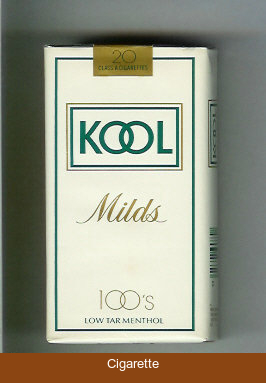 20
CLASS A CIGARETTES
KOOL
Milds
100's
LOW TAR MENTHOL
Cigarette